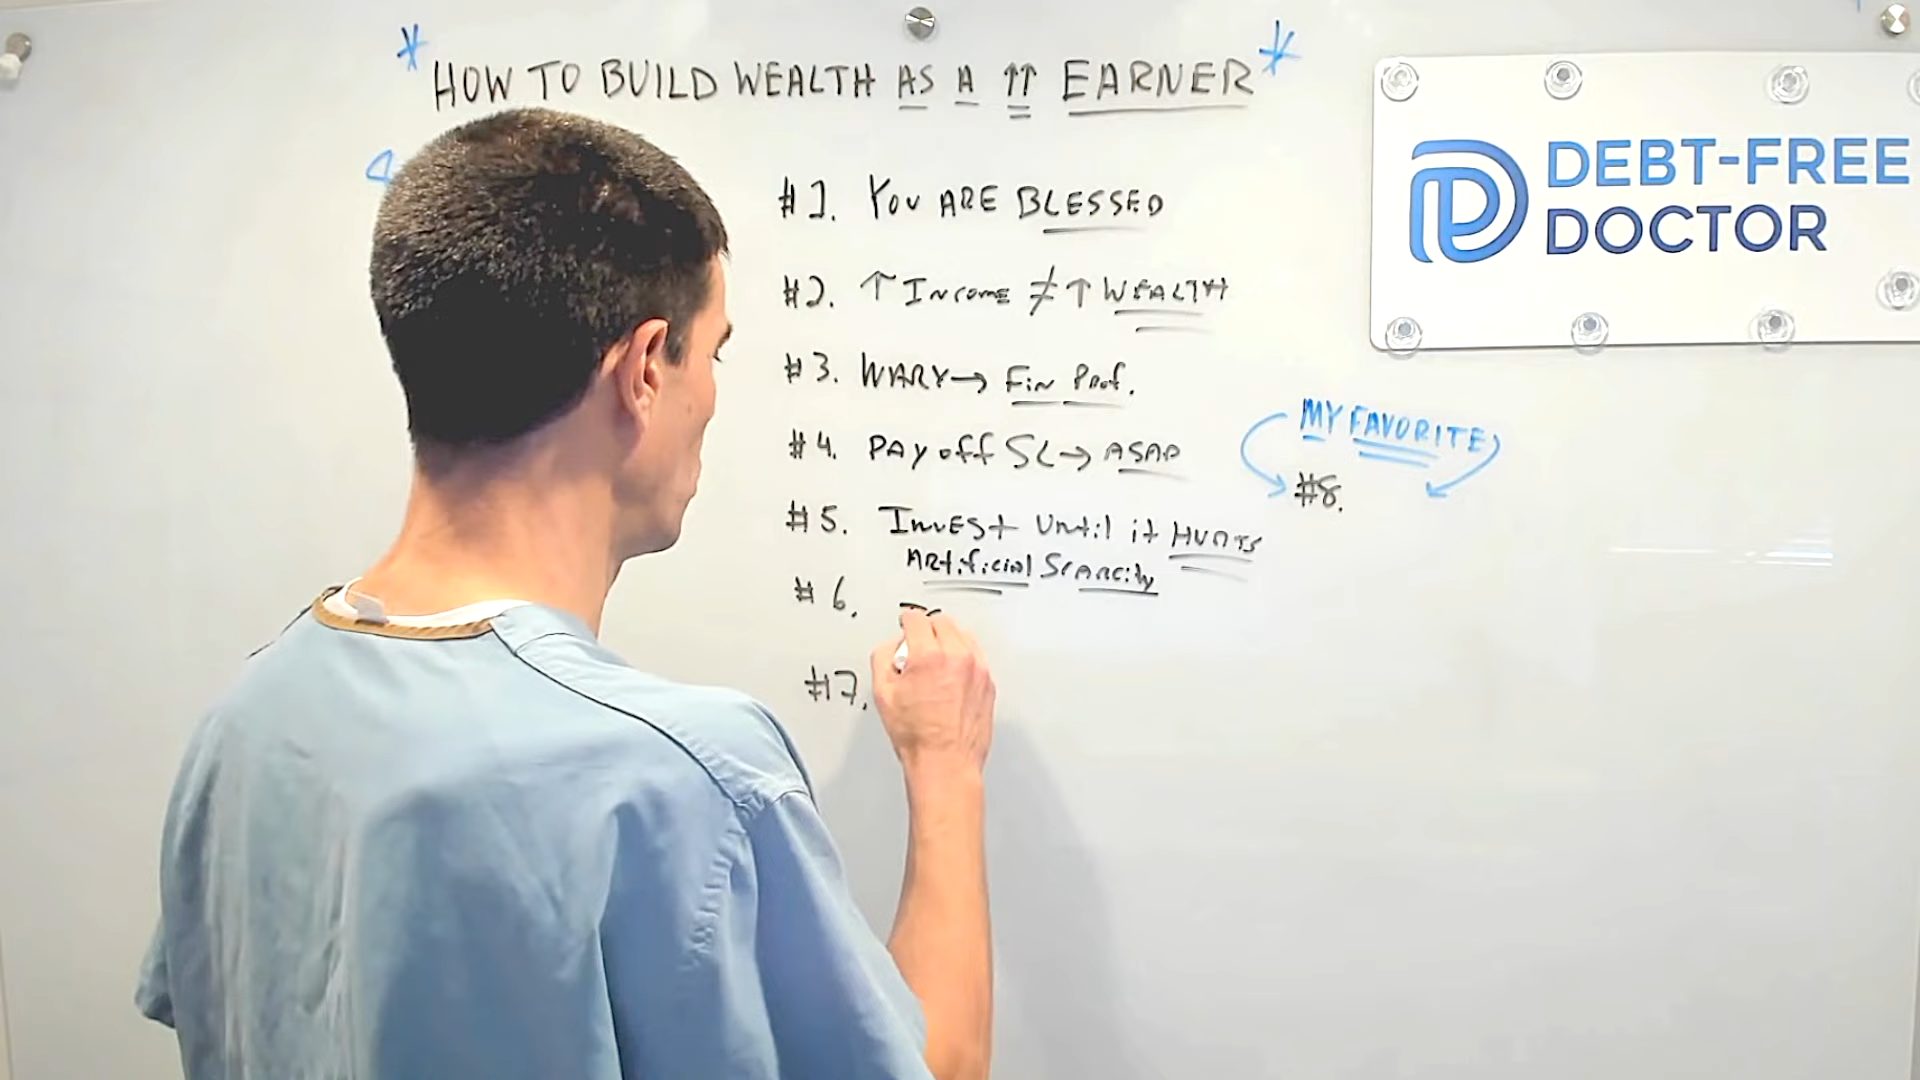 * HOW TO BUILD WEALTH AS A ↑↑ EARNER *
DEBT-FREE
DOCTOR
#1. YOU ARE BLESSED
#2. ↑ INCOME ≠ ↑ WEALTH
#3. WARY → FIN PROF.
#4. PAY off SL → ASAP
#5. INVEST Until it HURTS
ARtificial SCARCity
#6.
#7.
MY FAVORITE
#8.